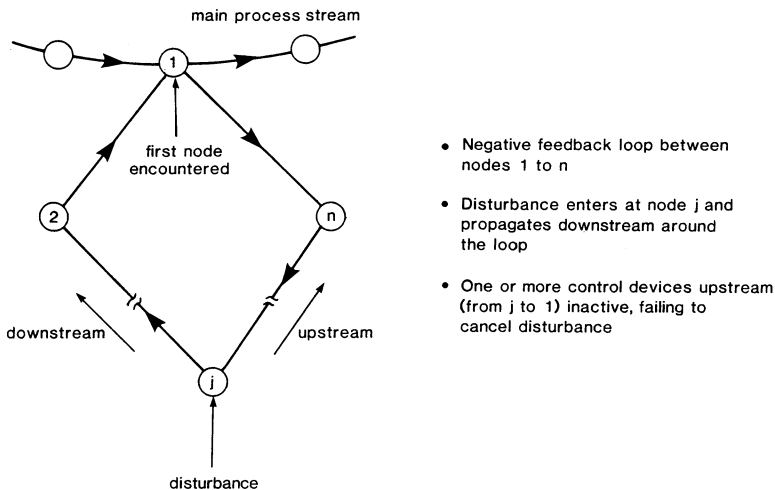 main process stream
1
first node
encountered
2
n
downstream
upstream
j
disturbance
• Negative feedback loop between
nodes 1 to n
• Disturbance enters at node j and
propagates downstream around
the loop
• One or more control devices upstream
(from j to 1) inactive, failing to
cancel disturbance